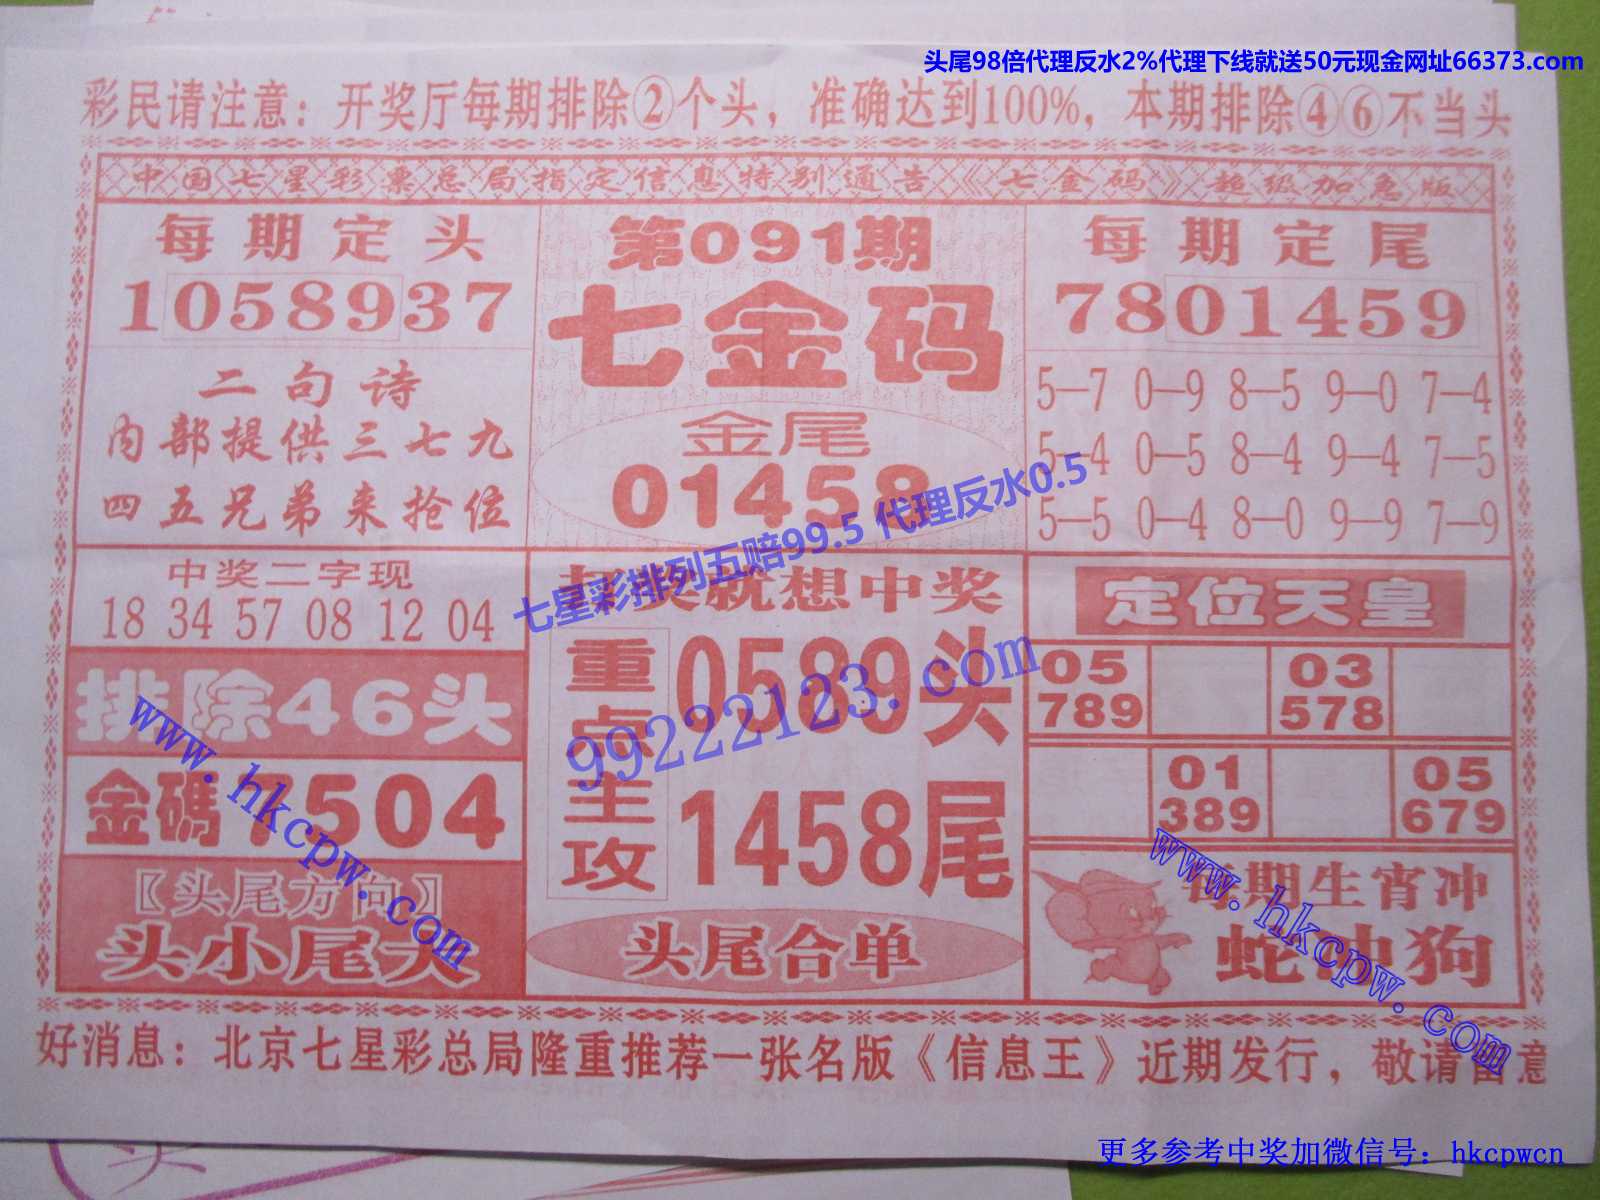 头尾98倍代理反水2%代理下线就送50元现金网址66373.com
彩民请注意：开奖厅每期排除②个头，准确达到100%，本期排除④⑥不当头
中国七星彩票总局指定信息特别通告《七金码》超级加急版
每期定头
1058937
二句诗
内部提供三七九
四五兄弟来抢位
第091期
七金码
金尾
01458
每期定尾
7801459
5—7 0—9 8—5 9—0 7—4
5—4 0—5 8—4 9—4 7—5
5—5 0—4 8—0 9—9 7—9
七星彩排列五赔99.5 代理反水0.5
中奖二字现
18 34 57 08 12 04
排除46头
金碼1504
〖头尾方向〗
头小尾大
就想中奖
重点主攻
0589头
1458尾
头尾合单
99222123.com
定位天皇
05 03
789 578
01 05
389 679
每期生宵冲
蛇冲狗
www.hkcpw.com
www.hkcpw.com
好消息：北京七星彩总局隆重推荐一张名版《信息王》近期发行，敬请留意
更多参考中奖加微信号：hkcpwcn